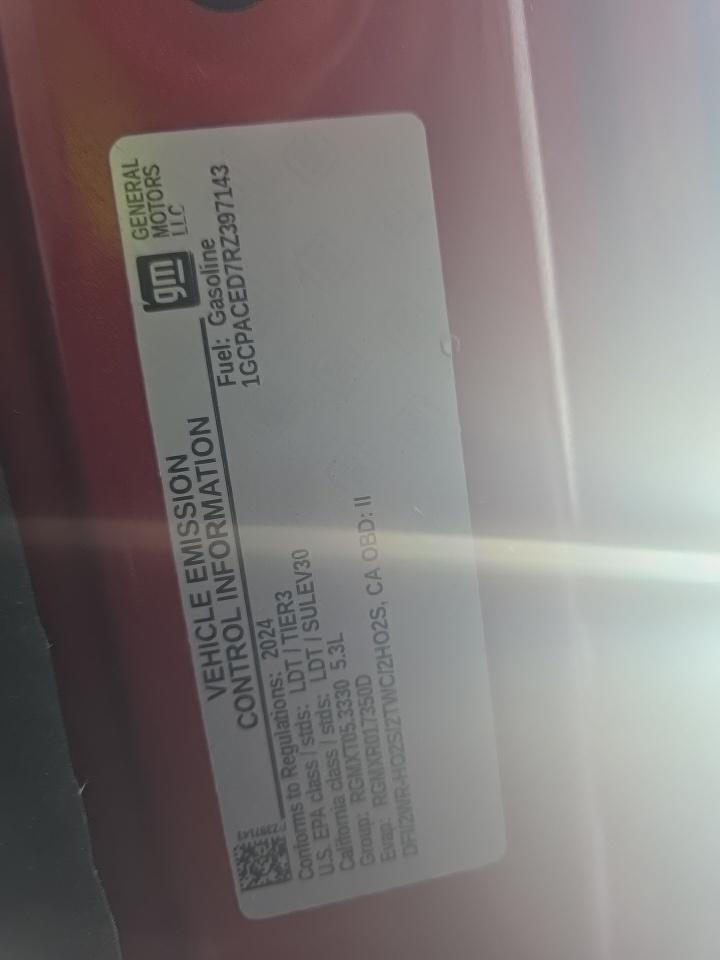 VEHICLE EMISSION
CONTROL INFORMATION
gm
GENERAL
MOTORS
LLC
Fuel: Gasoline
1GCPACED7RZ397143
Conforms to Regulations: 2024
U.S. EPA class / stds: LDT / TIER3
California class / stds: LDT / SULEV30
Group: RGMXT05.3330 5.3L
Evap: RGMXR0173
DFI/2WR-HO2S/2TWC/2HO2S, CA OBD: II